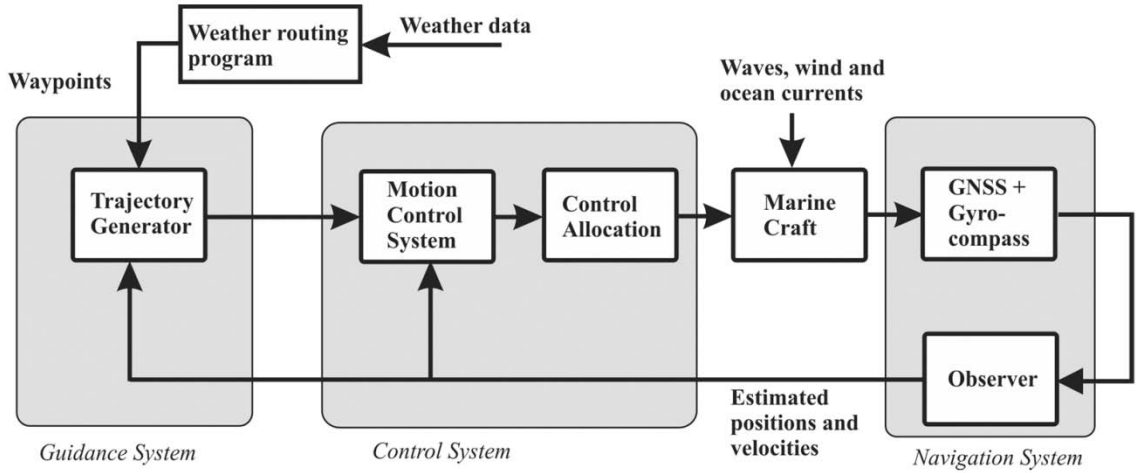 Weather routing
program
Weather data
Waypoints
Waves, wind and
ocean currents
Trajectory
Generator
Motion
Control
System
Control
Allocation
Marine
Craft
GNSS +
Gyro-
compass
Observer
Estimated
positions and
velocities
Guidance System
Control System
Navigation System